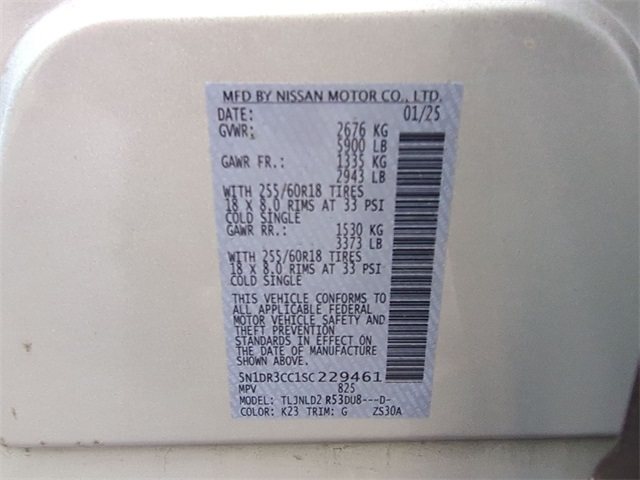 MFD BY NISSAN MOTOR CO., LTD.
DATE: 01/25
GVWR: 2676 KG
5900 LB
GAWR FR.: 1335 KG
2943 LB
WITH 255/60R18 TIRES
18 X 8.0 RIMS AT 33 PSI
COLD SINGLE
GAWR RR.: 1530 KG
3373 LB
WITH 255/60R18 TIRES
18 X 8.0 RIMS AT 33 PSI
COLD SINGLE
THIS VEHICLE CONFORMS TO
ALL APPLICABLE FEDERAL
MOTOR VEHICLE SAFETY AND
THEFT PREVENTION
STANDARDS IN EFFECT ON
THE DATE OF MANUFACTURE
SHOWN ABOVE.
5N1DR3CC1SC229461
MPV 825
MODEL: TL3NLD2 R53DU8---D-
COLOR: K23 TRIM: G ZS30A